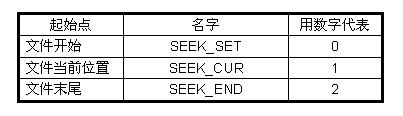 起始点 名字 用数字代表
文件开始 SEEK_SET 0
文件当前位置 SEEK_CUR 1
文件末尾 SEEK_END 2